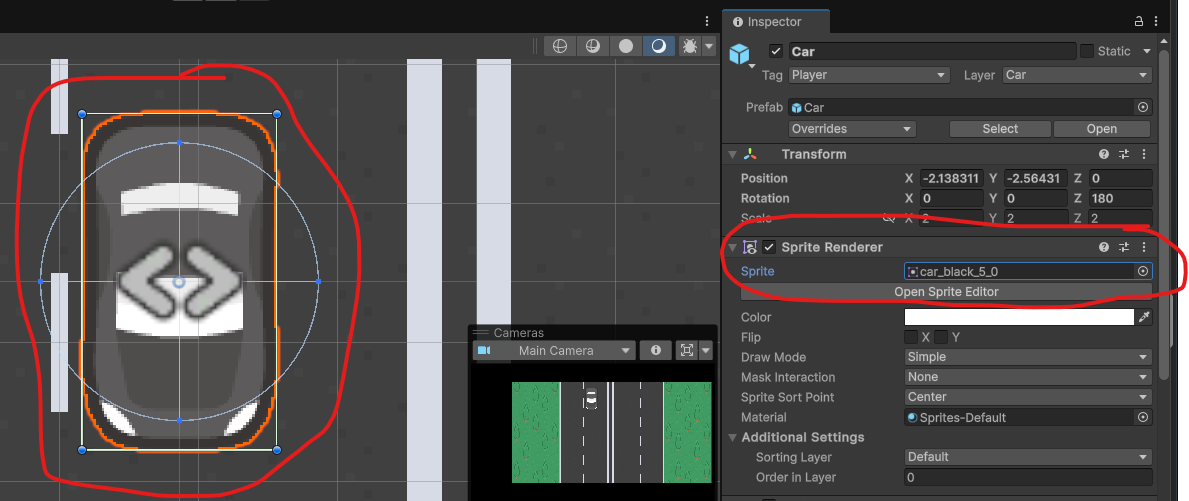 Inspector
Car
Static
Tag Player Layer Car
Prefab Car
Overrides Select Open
Transform
Position X -2.138311 Y -2.56431 Z 0
Rotation X 0 Y 0 Z 180
Scale X 2 Y 2 Z 2
Sprite Renderer
Sprite car_black_5_0
Open Sprite Editor
Color
Flip X Y
Draw Mode Simple
Mask Interaction None
Sprite Sort Point Center
Material Sprites-Default
Additional Settings
Sorting Layer Default
Order in Layer 0
Cameras
Main Camera